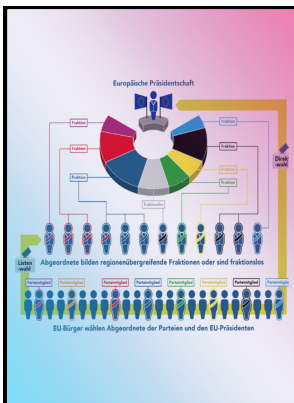 Europäische Präsidentschaft
Fraktion
Fraktion
Fraktion
Fraktion
Fraktion
Fraktion
Fraktion
Fraktionslos
Fraktion
Direkt
-wahl
Listen
-wahl
Abgeordnete bilden regionenübergreifende Fraktionen oder sind fraktionslos
Parteimitglied Parteimitglied Parteimitglied Parteimitglied Parteimitglied Parteimitglied Parteimitglied Parteimitglied
EU-Bürger wählen Abgeordnete der Parteien und den EU-Präsidenten